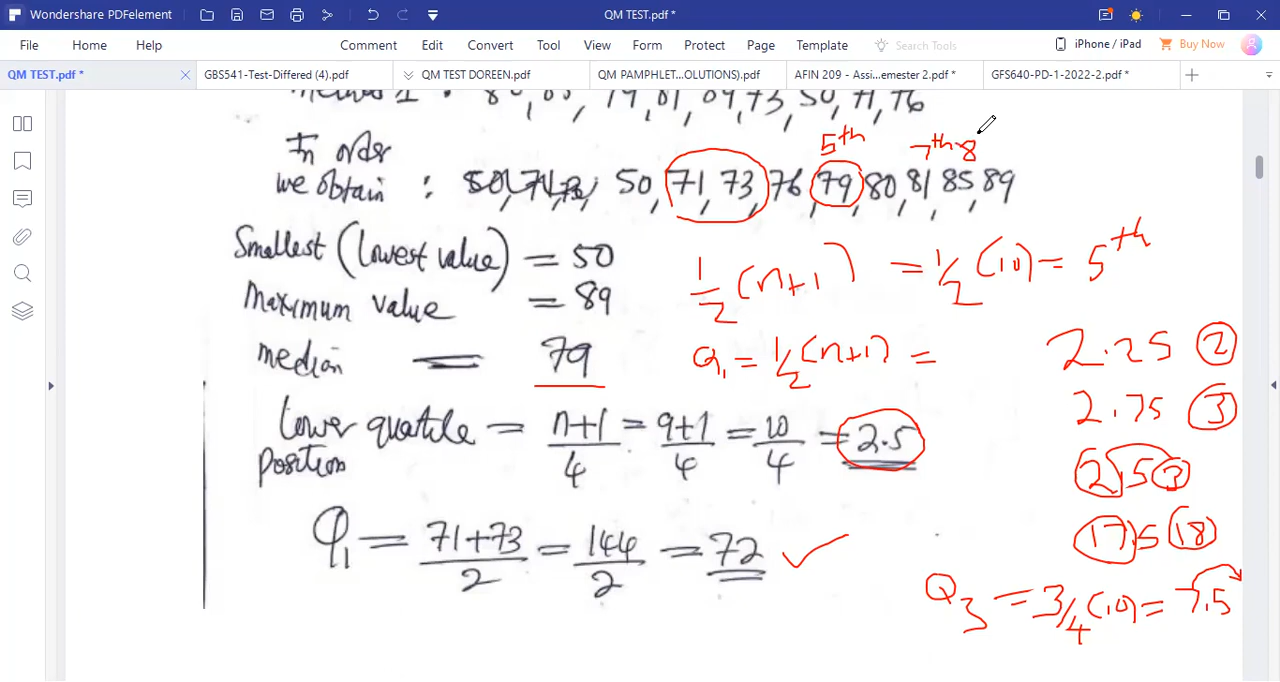 Wondershare PDFelement
QM TEST.pdf *
File Home Help Comment Edit Convert Tool View Form Protect Page Template Search Tools iPhone / iPad Buy Now
QM TEST.pdf * GBS541-Test-Differed (4).pdf QM TEST DOREEN.pdf QM PAMPHLET...OLUTIONS).pdf AFIN 209 - Assi...emester 2.pdf * GFS640-PD-1-2022-2.pdf *
5th 7th-8
In order
we obtain : 50, 71, 73, 76, 79, 80, 81, 85, 89
Smallest (lowest value) = 50
1/2 (n+1) = 1/2 (10) = 5th
Maximum value = 89
median = 79
Q1 = 1/2 (n+1) =
2.25 2
2.75 3
lower quartile position = n+1/4 = 9+1/4 = 10/4 = 2.5
2.5 3
Q1 = 71+73/2 = 144/2 = 72 ✓
17.5 18
Q3 = 3/4 (10) = 7.5